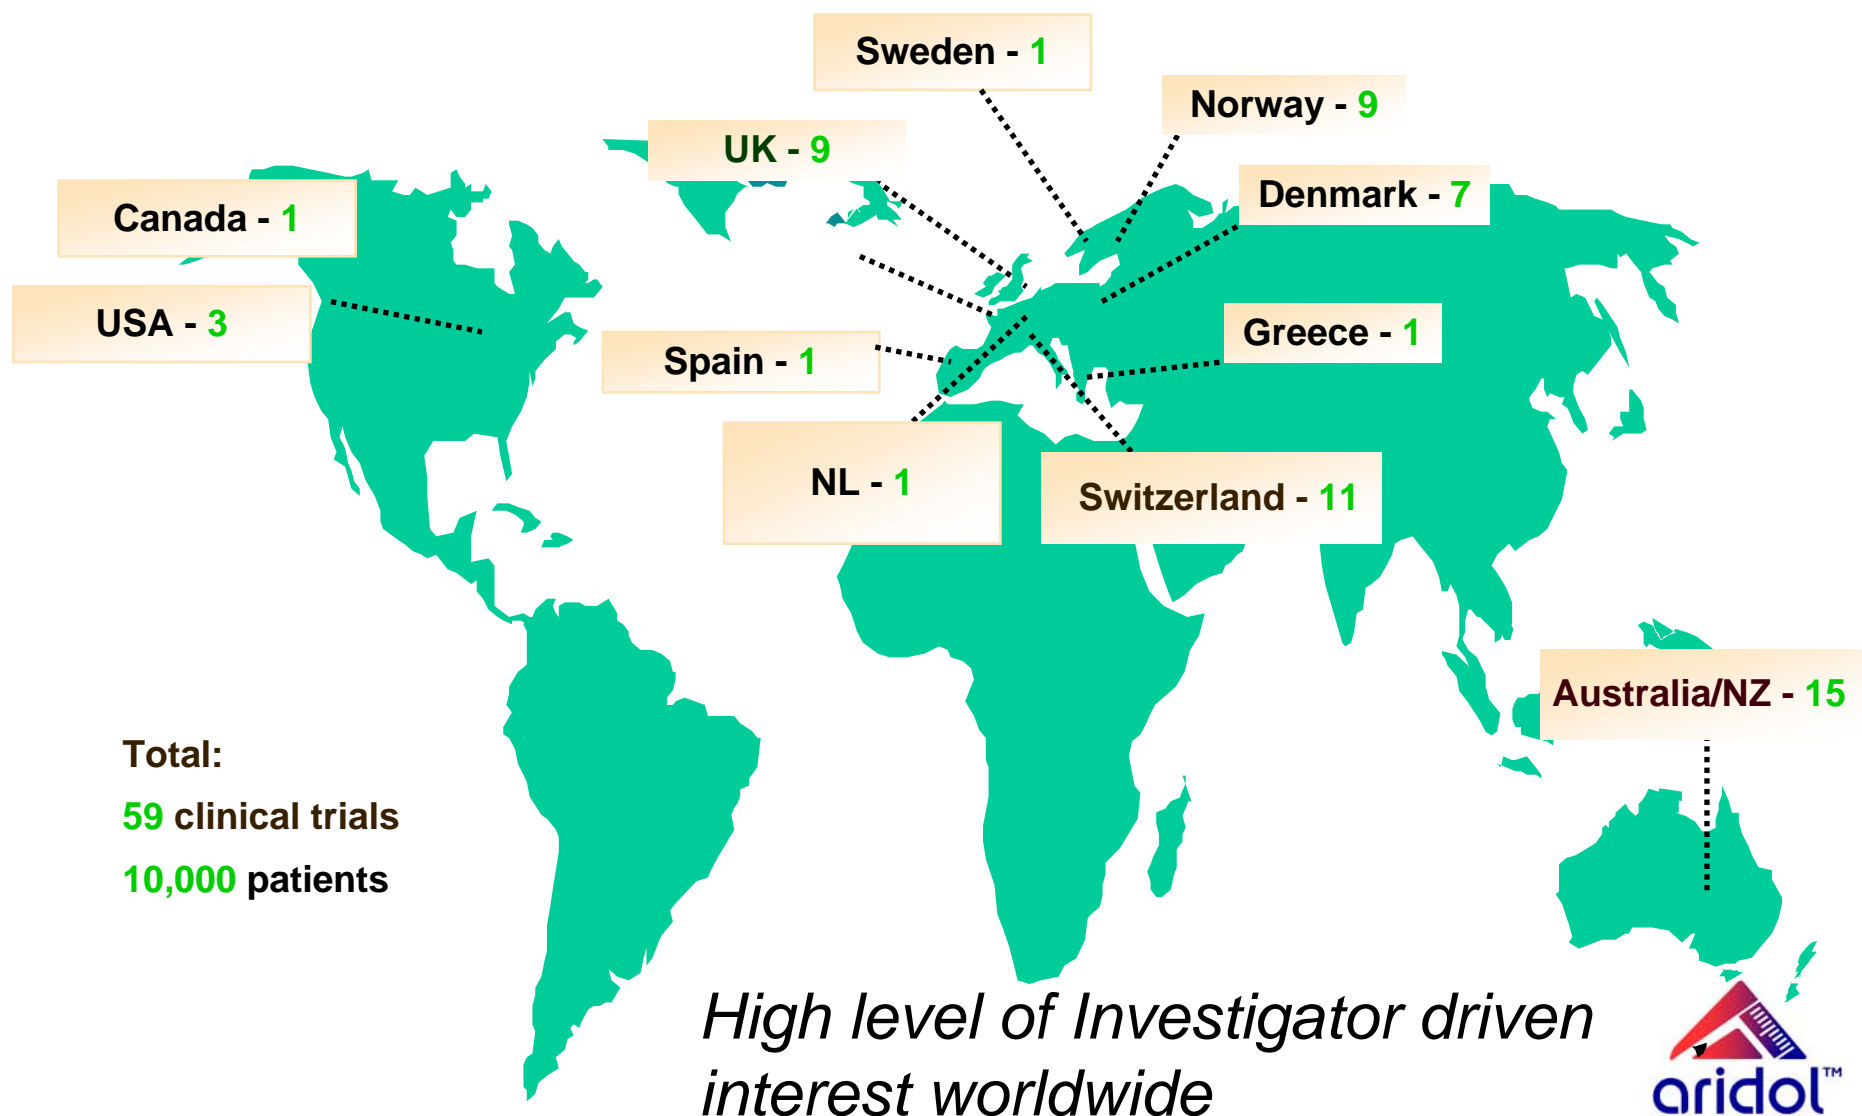 Sweden - 1
Norway - 9
UK - 9
Denmark - 7
Canada - 1
USA - 3
Greece - 1
Spain - 1
NL - 1
Switzerland - 11
Australia/NZ - 15
Total:
59 clinical trials
10,000 patients
High level of Investigator driven
interest worldwide
aridol™